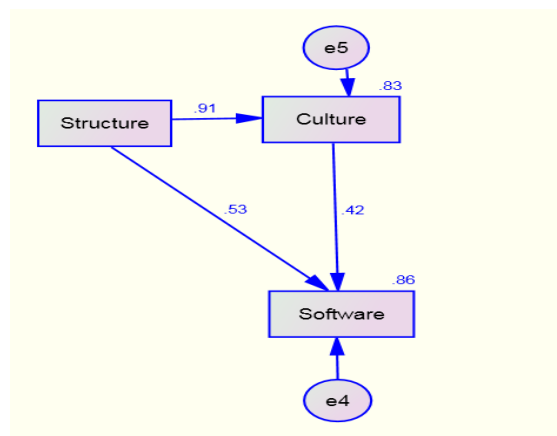 e5
.83
.91
Structure
Culture
.53
.42
.86
Software
e4